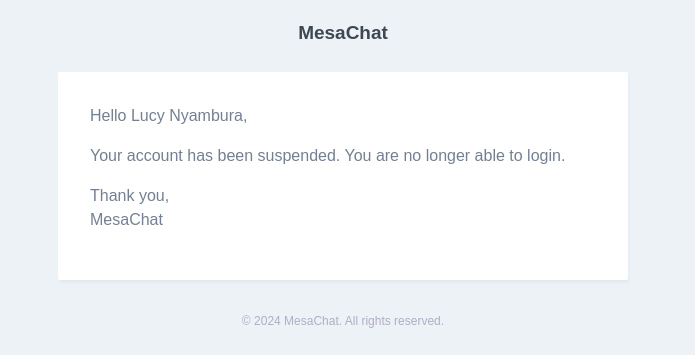 MesaChat
Hello Lucy Nyambura,
Your account has been suspended. You are no longer able to login.
Thank you,
MesaChat
© 2024 MesaChat. All rights reserved.